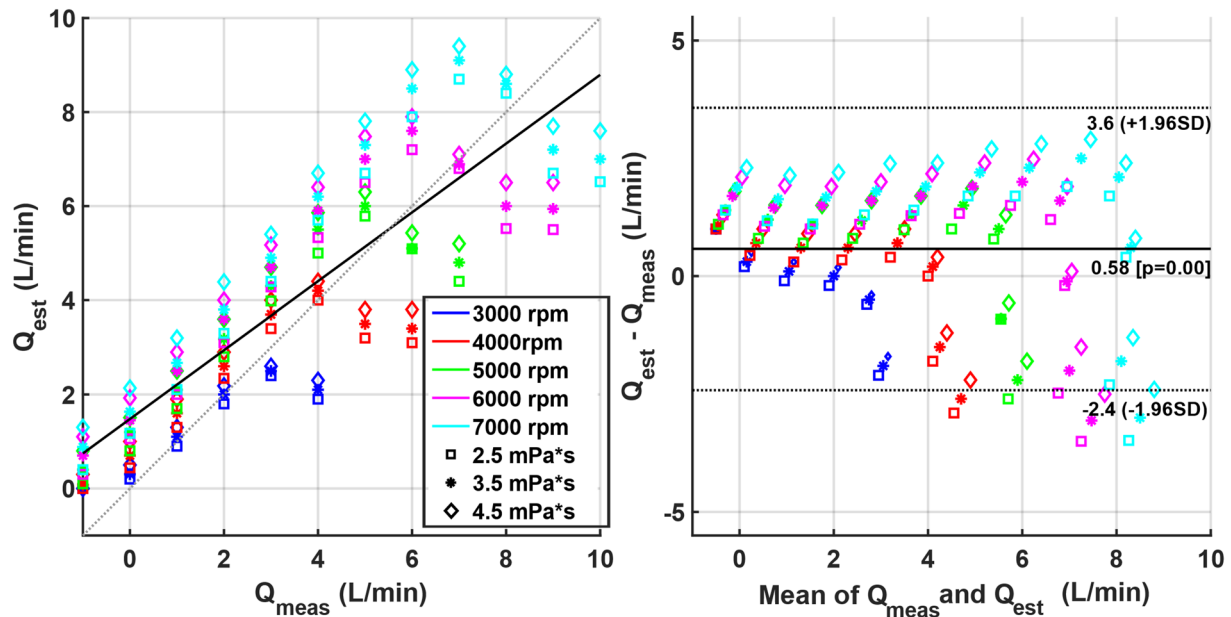 10
8
6
4
2
0
Q_est (L/min)
0 2 4 6 8 10
Q_meas (L/min)
3000 rpm
4000rpm
5000 rpm
6000 rpm
7000 rpm
2.5 mPa*s
3.5 mPa*s
4.5 mPa*s
5
0
-5
Q_est - Q_meas (L/min)
3.6 (+1.96SD)
0.58 [p=0.00]
-2.4 (-1.96SD)
0 2 4 6 8 10
Mean of Q_meas and Q_est (L/min)